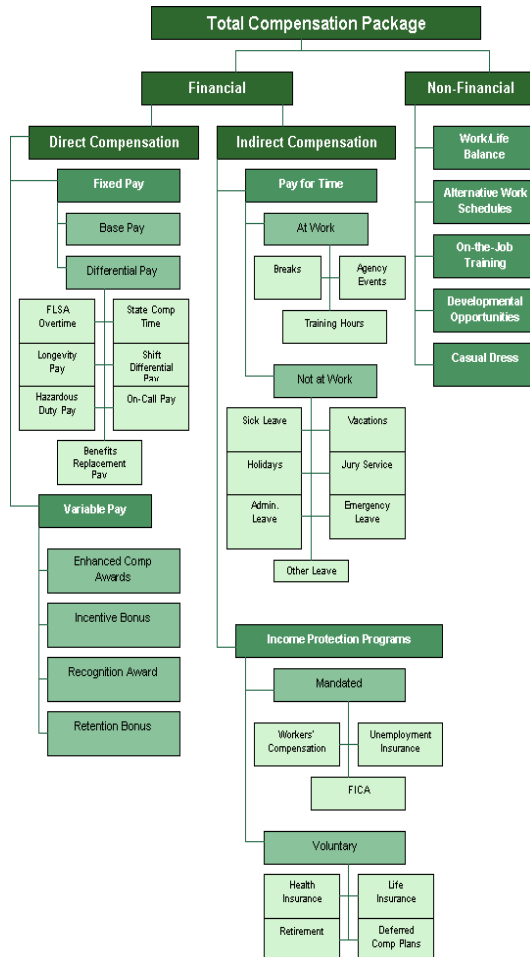 Total Compensation Package
Financial
Non-Financial
Direct Compensation
Indirect Compensation
Work/Life
Balance
Alternative Work
Schedules
On-the-Job
Training
Developmental
Opportunities
Casual Dress
Fixed Pay
Base Pay
Differential Pay
FLSA
Overtime
State Comp
Time
Longevity
Pay
Shift
Differential
Pay
Hazardous
Duty Pay
On-Call Pay
Benefits
Replacement
Pay
Variable Pay
Enhanced Comp
Awards
Incentive Bonus
Recognition Award
Retention Bonus
Pay for Time
At Work
Breaks
Agency
Events
Training Hours
Not at Work
Sick Leave
Vacations
Holidays
Jury Service
Admin.
Leave
Emergency
Leave
Other Leave
Income Protection Programs
Mandated
Workers'
Compensation
Unemployment
Insurance
FICA
Voluntary
Health
Insurance
Life
Insurance
Retirement
Deferred
Comp Plans